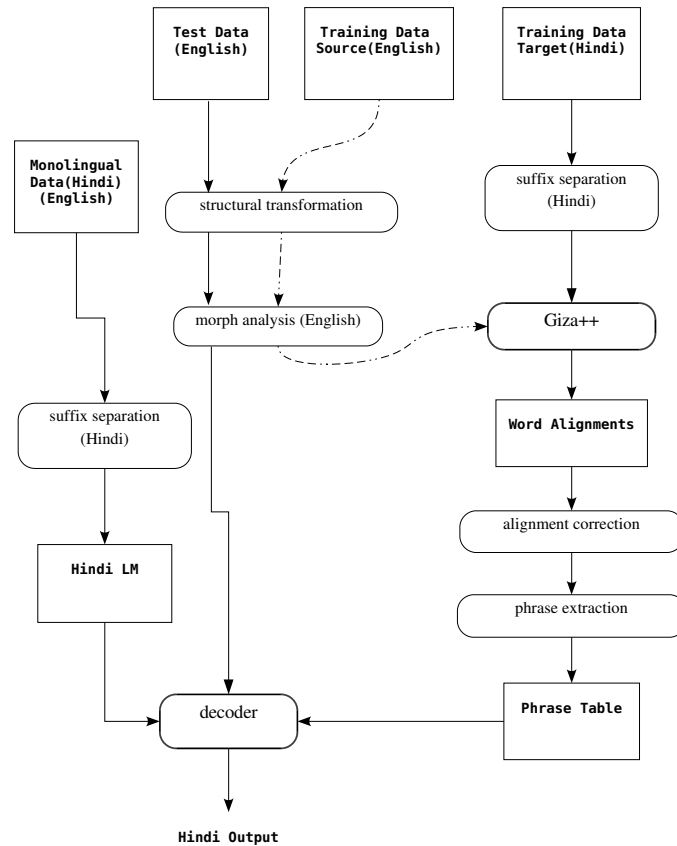 Test Data
(English)
Training Data
Source(English)
Training Data
Target(Hindi)
Monolingual
Data(Hindi)
(English)
suffix separation
(Hindi)
structural transformation
morph analysis (English)
Giza++
suffix separation
(Hindi)
Word Alignments
alignment correction
Hindi LM
phrase extraction
decoder
Phrase Table
Hindi Output